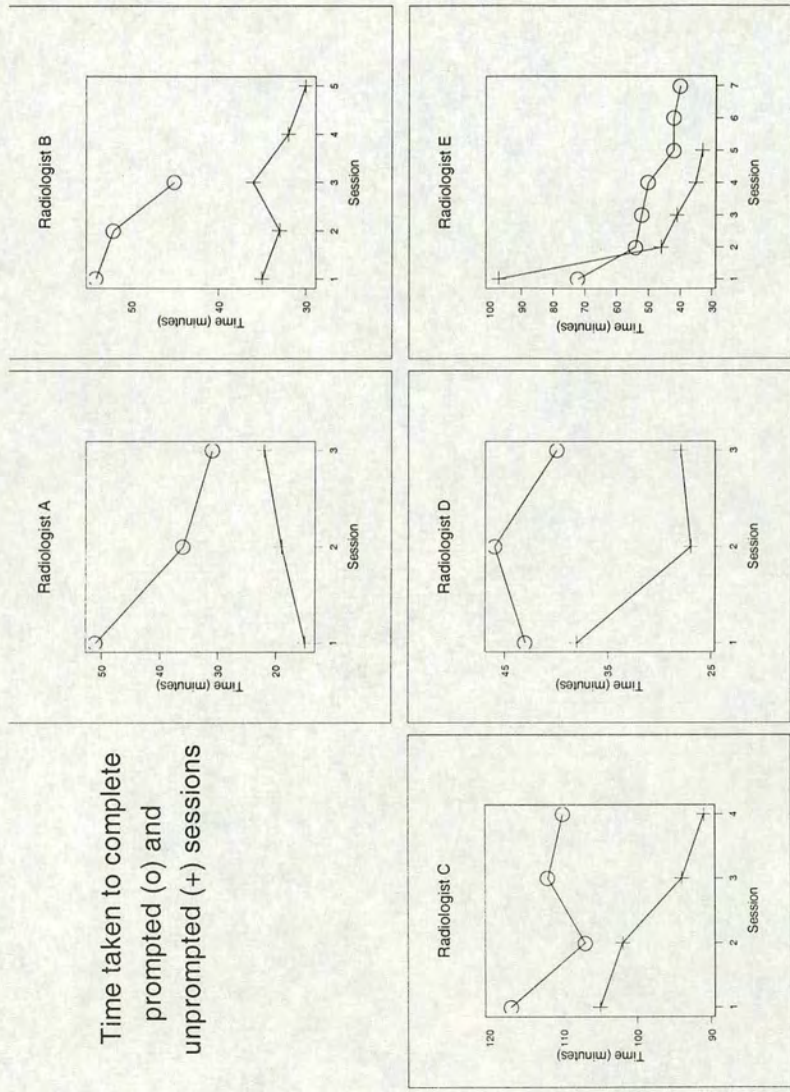 Time taken to complete
prompted (o) and
unprompted (+) sessions
Radiologist A
Time (minutes)
50
40
30
20
1 2 3
Session
Radiologist B
Time (minutes)
50
40
30
1 2 3 4 5
Session
Radiologist C
Time (minutes)
120
110
100
90
1 2 3 4
Session
Radiologist D
Time (minutes)
45
35
25
1 2 3
Session
Radiologist E
Time (minutes)
100
90
80
70
60
50
40
30
1 2 3 4 5 6 7
Session